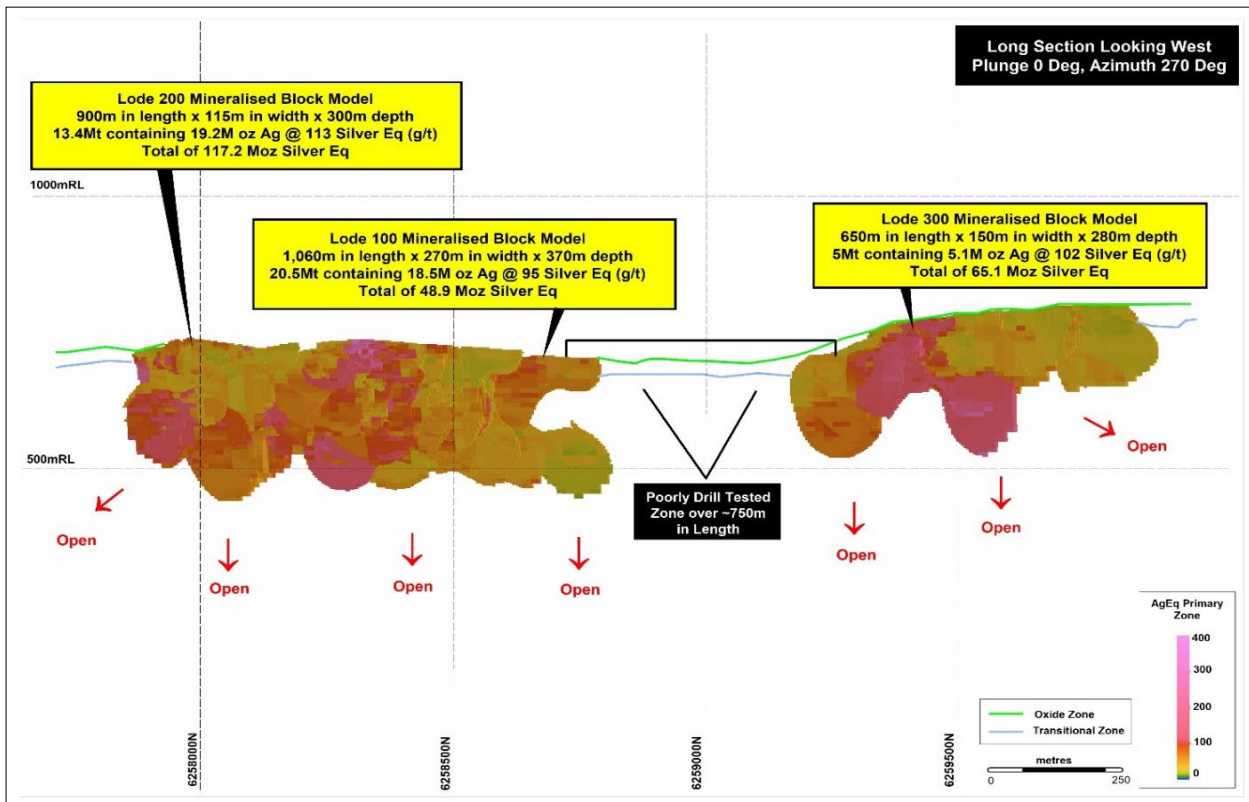 Long Section Looking West
Plunge 0 Deg, Azimuth 270 Deg
Lode 200 Mineralised Block Model
900m in length x 115m in width x 300m depth
13.4Mt containing 19.2M oz Ag @ 113 Silver Eq (g/t)
Total of 117.2 Moz Silver Eq
1000mRL
Lode 100 Mineralised Block Model
1,060m in length x 270m in width x 370m depth
20.5Mt containing 18.5M oz Ag @ 95 Silver Eq (g/t)
Total of 48.9 Moz Silver Eq
Lode 300 Mineralised Block Model
650m in length x 150m in width x 280m depth
5Mt containing 5.1M oz Ag @ 102 Silver Eq (g/t)
Total of 65.1 Moz Silver Eq
500mRL
Poorly Drill Tested
Zone over ~750m
in Length
Open
Open
Open
Open
Open
Open
Open
AgEq Primary
Zone
400
300
200
100
0
Oxide Zone
Transitional Zone
metres
0
250
6258000N
6258500N
6259000N
6259500N